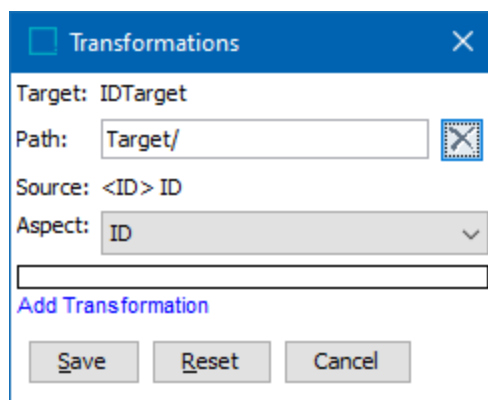 Transformations
Target: IDTarget
Path: Target/
Source: <ID> ID
Aspect: ID
Add Transformation
Save Reset Cancel